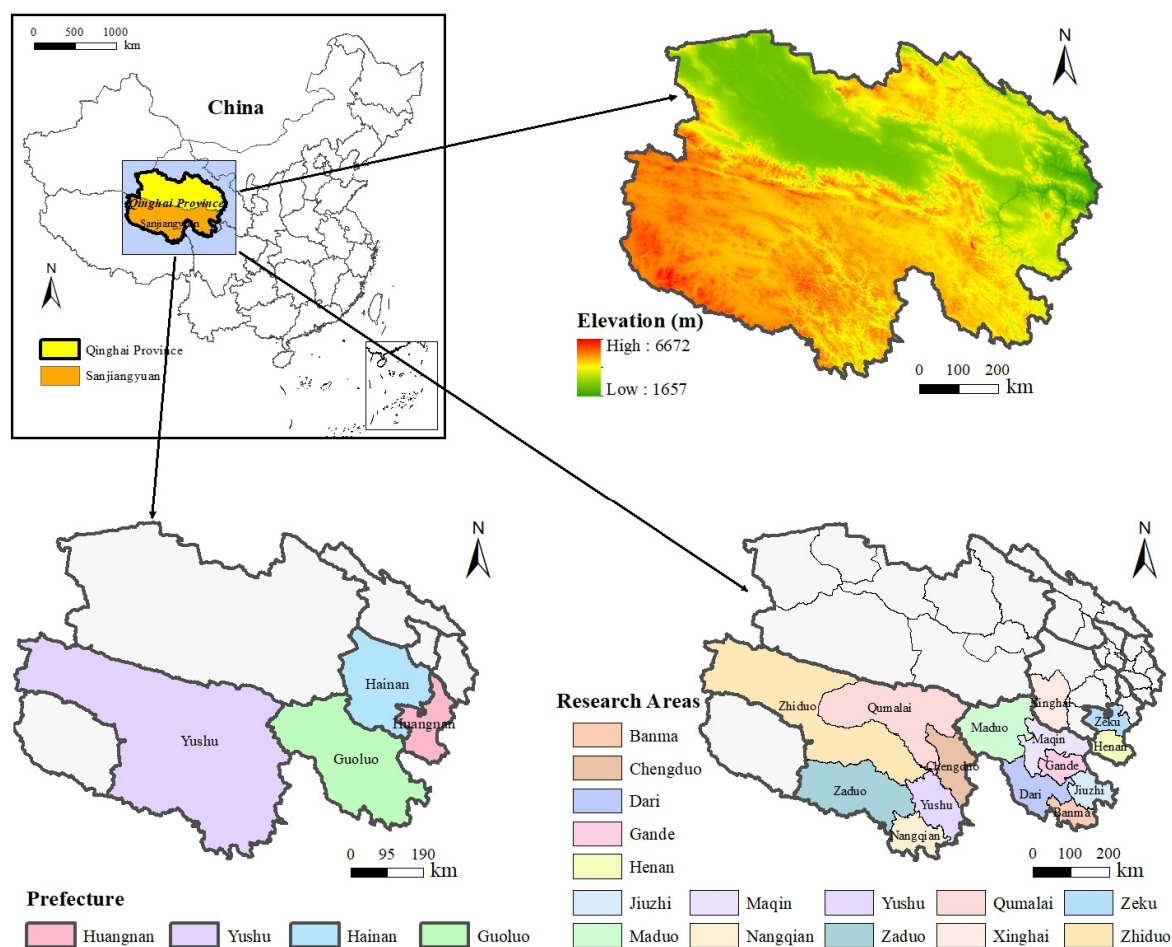 0 500 1000
km
China
Qinghai Province
Sanjiangyuan
N
Qinghai Province
Sanjiangyuan
N
Elevation (m)
High : 6672
Low : 1657
0 100 200
km
N
Hainan
Huangnan
Yushu
Guoluo
0 95 190
km
Prefecture
Huangnan
Yushu
Hainan
Guoluo
N
Zhiduo
Qumalai
Xinghai
Zeku
Maduo
Maqin
Henan
Chengduo
Gande
Zaduo
Yushu
Dari
Jiuzhi
Banma
Nangqian
0 100 200
km
Research Areas
Banma
Chengduo
Dari
Gande
Henan
Jiuzhi Maqin Yushu Qumalai Zeku
Maduo Nangqian Zaduo Xinghai Zhiduo